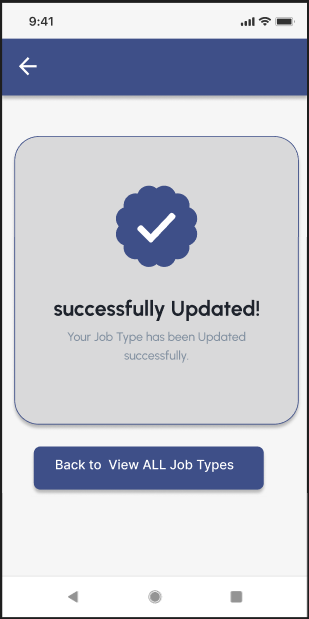 9:41
successfully Updated!
Your Job Type has been Updated
successfully.
Back to View ALL Job Types